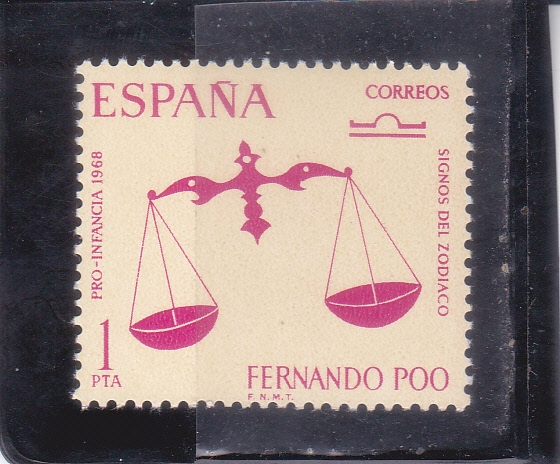 ESPAÑA
CORREOS
PRO-INFANCIA 1968
SIGNOS DEL ZODIACO
1
PTA
FERNANDO POO
F.N.M.T.